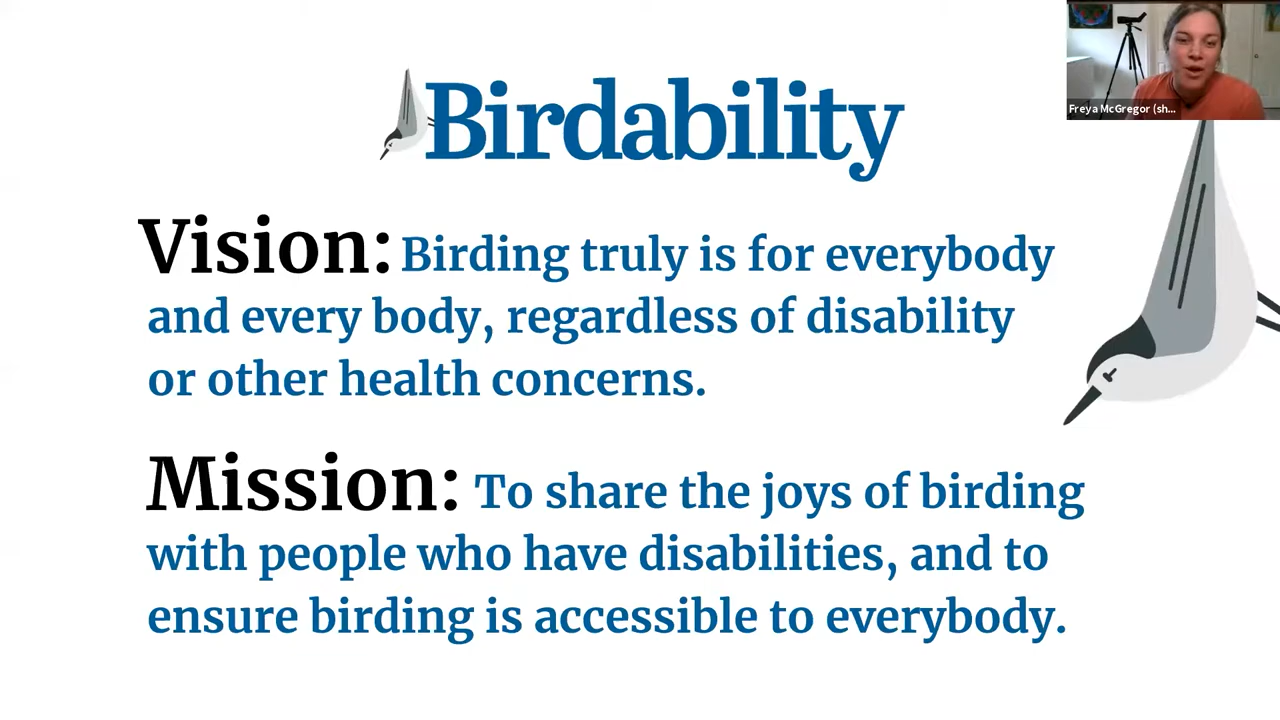 Birdability
Freya McGregor (sh...
Vision: Birding truly is for everybody
and every body, regardless of disability
or other health concerns.
Mission: To share the joys of birding
with people who have disabilities, and to
ensure birding is accessible to everybody.